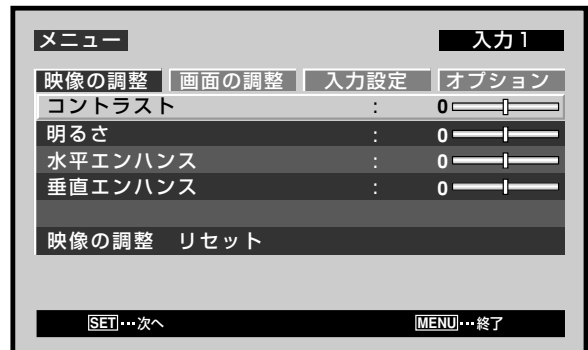 メニュー 入力1
映像の調整 画面の調整 入力設定 オプション
コントラスト : 0
明るさ : 0
水平エンハンス : 0
垂直エンハンス : 0
映像の調整 リセット
SET…次へ MENU…終了